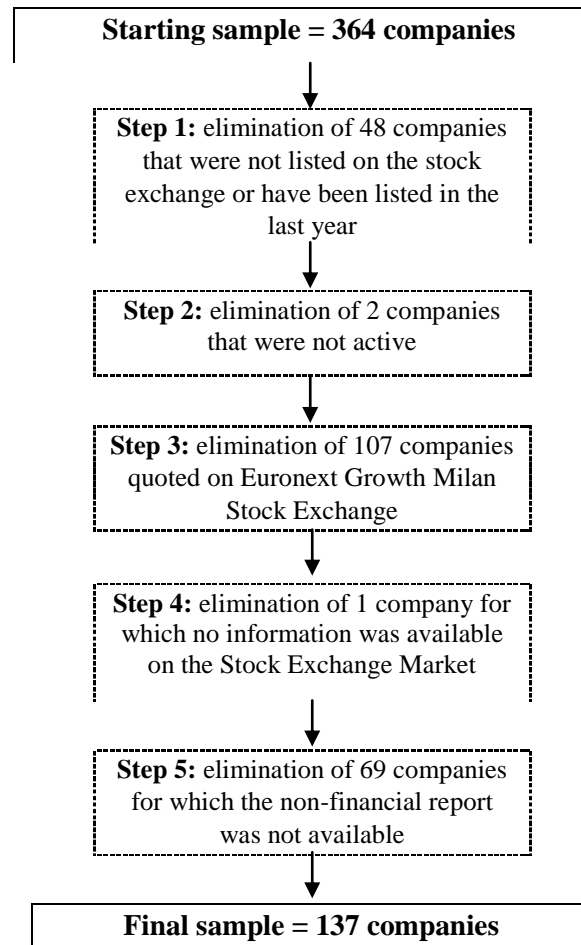 Starting sample = 364 companies
Step 1: elimination of 48 companies
that were not listed on the stock
exchange or have been listed in the
last year
Step 2: elimination of 2 companies
that were not active
Step 3: elimination of 107 companies
quoted on Euronext Growth Milan
Stock Exchange
Step 4: elimination of 1 company for
which no information was available
on the Stock Exchange Market
Step 5: elimination of 69 companies
for which the non-financial report
was not available
Final sample = 137 companies